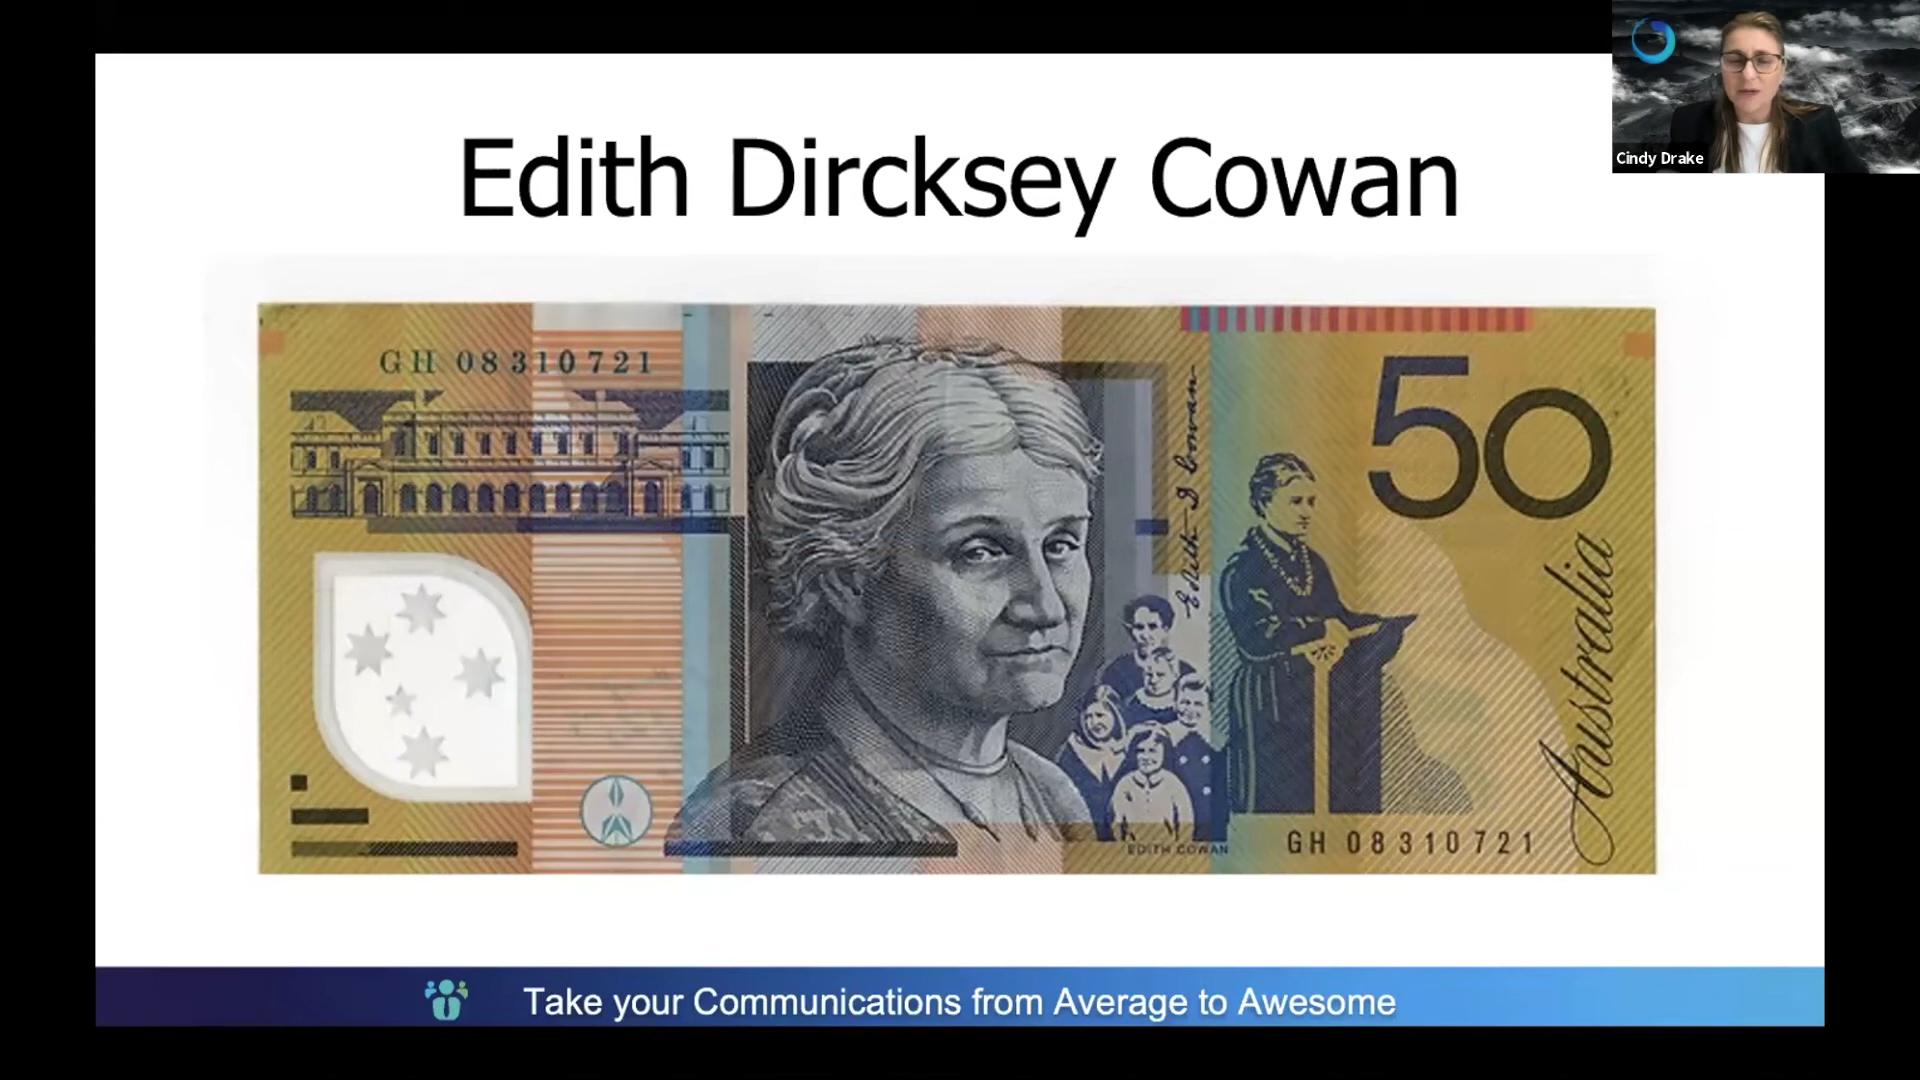 Edith Dircksey Cowan
Cindy Drake
GH 08310721
50
Edith D Cowan
Australia
EDITH COWAN
GH 08310721
Take your Communications from Average to Awesome